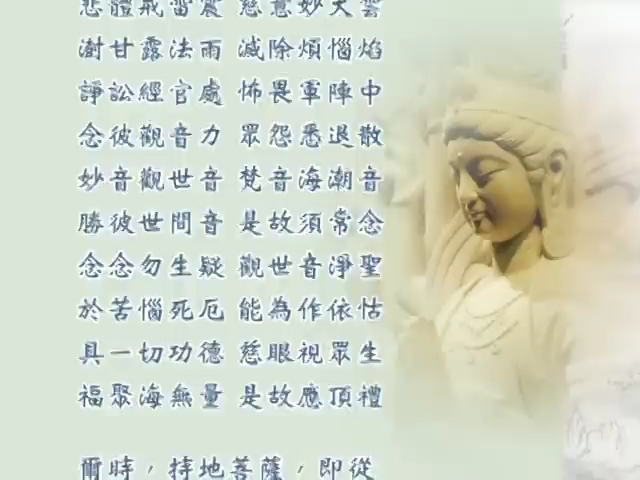 悲體戒雷震 慈意妙大雲
澍甘露法雨 滅除煩惱焰
諍訟經官處 怖畏軍陣中
念彼觀音力 眾怨悉退散
妙音觀世音 梵音海潮音
勝彼世間音 是故須常念
念念勿生疑 觀世音淨聖
於苦惱死厄 能為作依怙
具一切功德 慈眼視眾生
福聚海無量 是故應頂禮
爾時，持地菩薩，即從